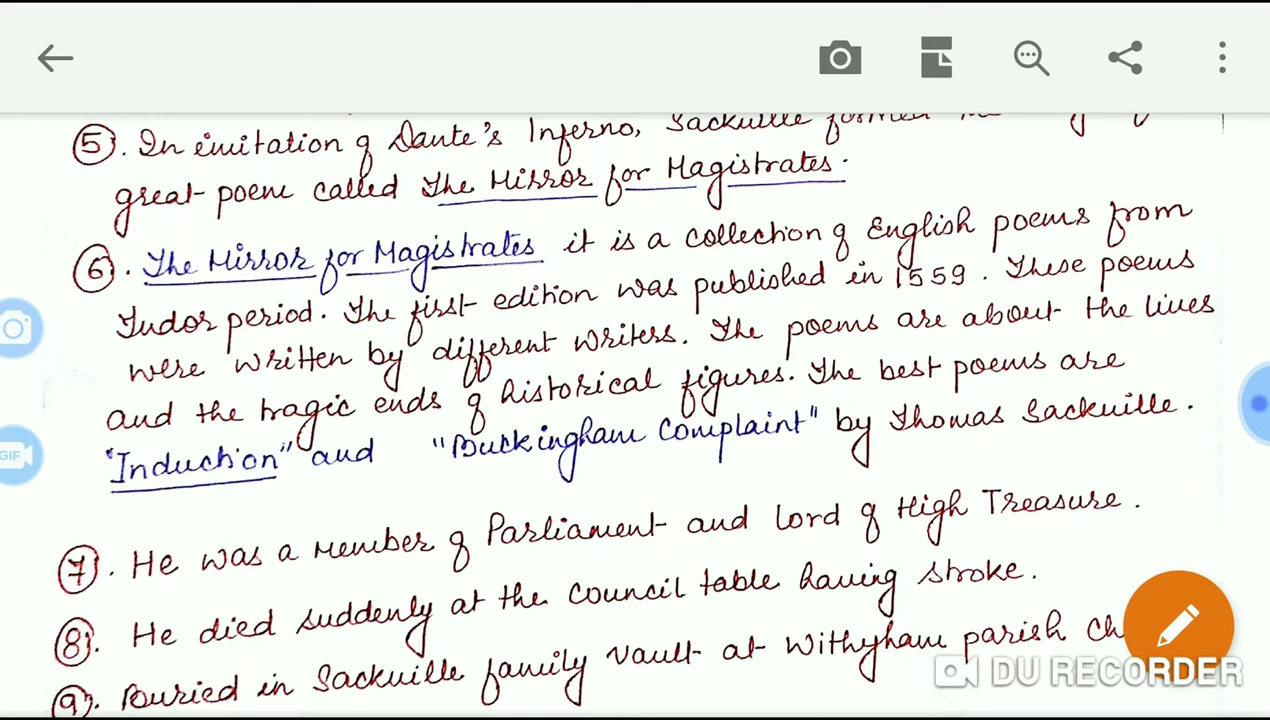 5. In imitation of Dante's Inferno, Sackville formed
great poem called The Mirror for Magistrates.
6. The Mirror for Magistrates it is a collection of English poems from
Tudor period. The first edition was published in 1559. These poems
were written by different writers. The poems are about the lives
and the tragic ends of historical figures. The best poems are
"Induction" and "Buckingham Complaint" by Thomas Sackville.
7. He was a member of Parliament and Lord of High Treasure.
8. He died suddenly at the council table having stroke.
9. Buried in Sackville family vault at Withyham parish
GIF
DU RECORDER